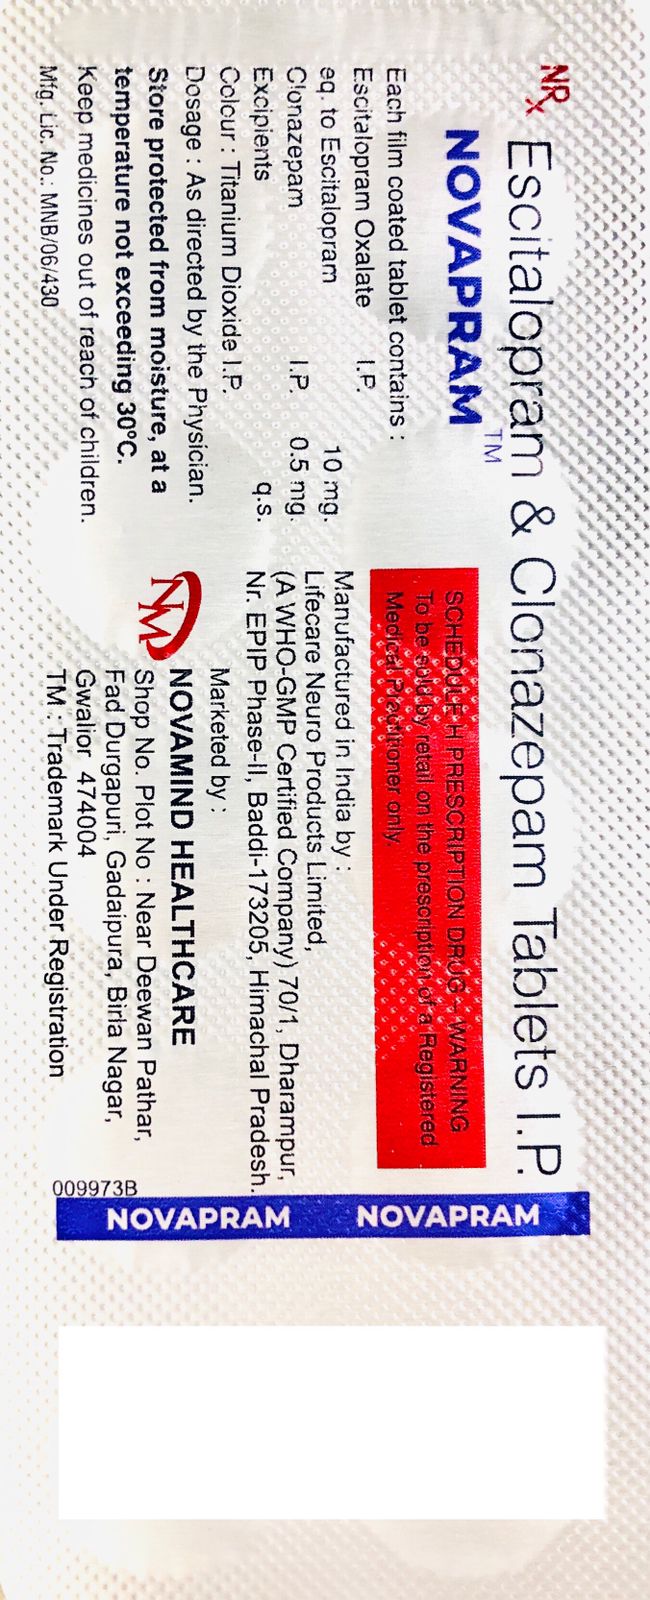 NRx Escitalopram & Clonazepam Tablets I.P.
NOVAPRAM™
Each film coated tablet contains :
Escitalopram Oxalate I.P.
eq. to Escitalopram 10 mg.
Clonazepam I.P. 0.5 mg.
Excipients q.s.
Colour : Titanium Dioxide I.P.
Dosage : As directed by the Physician.
Store protected from moisture, at a
temperature not exceeding 30°C.
Keep medicines out of reach of children.
Mfg. Lic. No.: MNB/06/430
SCHEDULE H PRESCRIPTION DRUG - WARNING
To be sold by retail on the prescription of a Registered
Medical Practitioner only.
Manufactured in India by :
Lifecare Neuro Products Limited,
(A WHO-GMP Certified Company) 70/1, Dharampur,
Nr. EPIP Phase-II, Baddi-173205, Himachal Pradesh.
Marketed by :
NM
NOVAMIND HEALTHCARE
Shop No. Plot No : Near Deewan Pathar,
Fad Durgapuri, Gadaipura, Birla Nagar,
Gwalior 474004
TM : Trademark Under Registration
009973B
NOVAPRAM NOVAPRAM